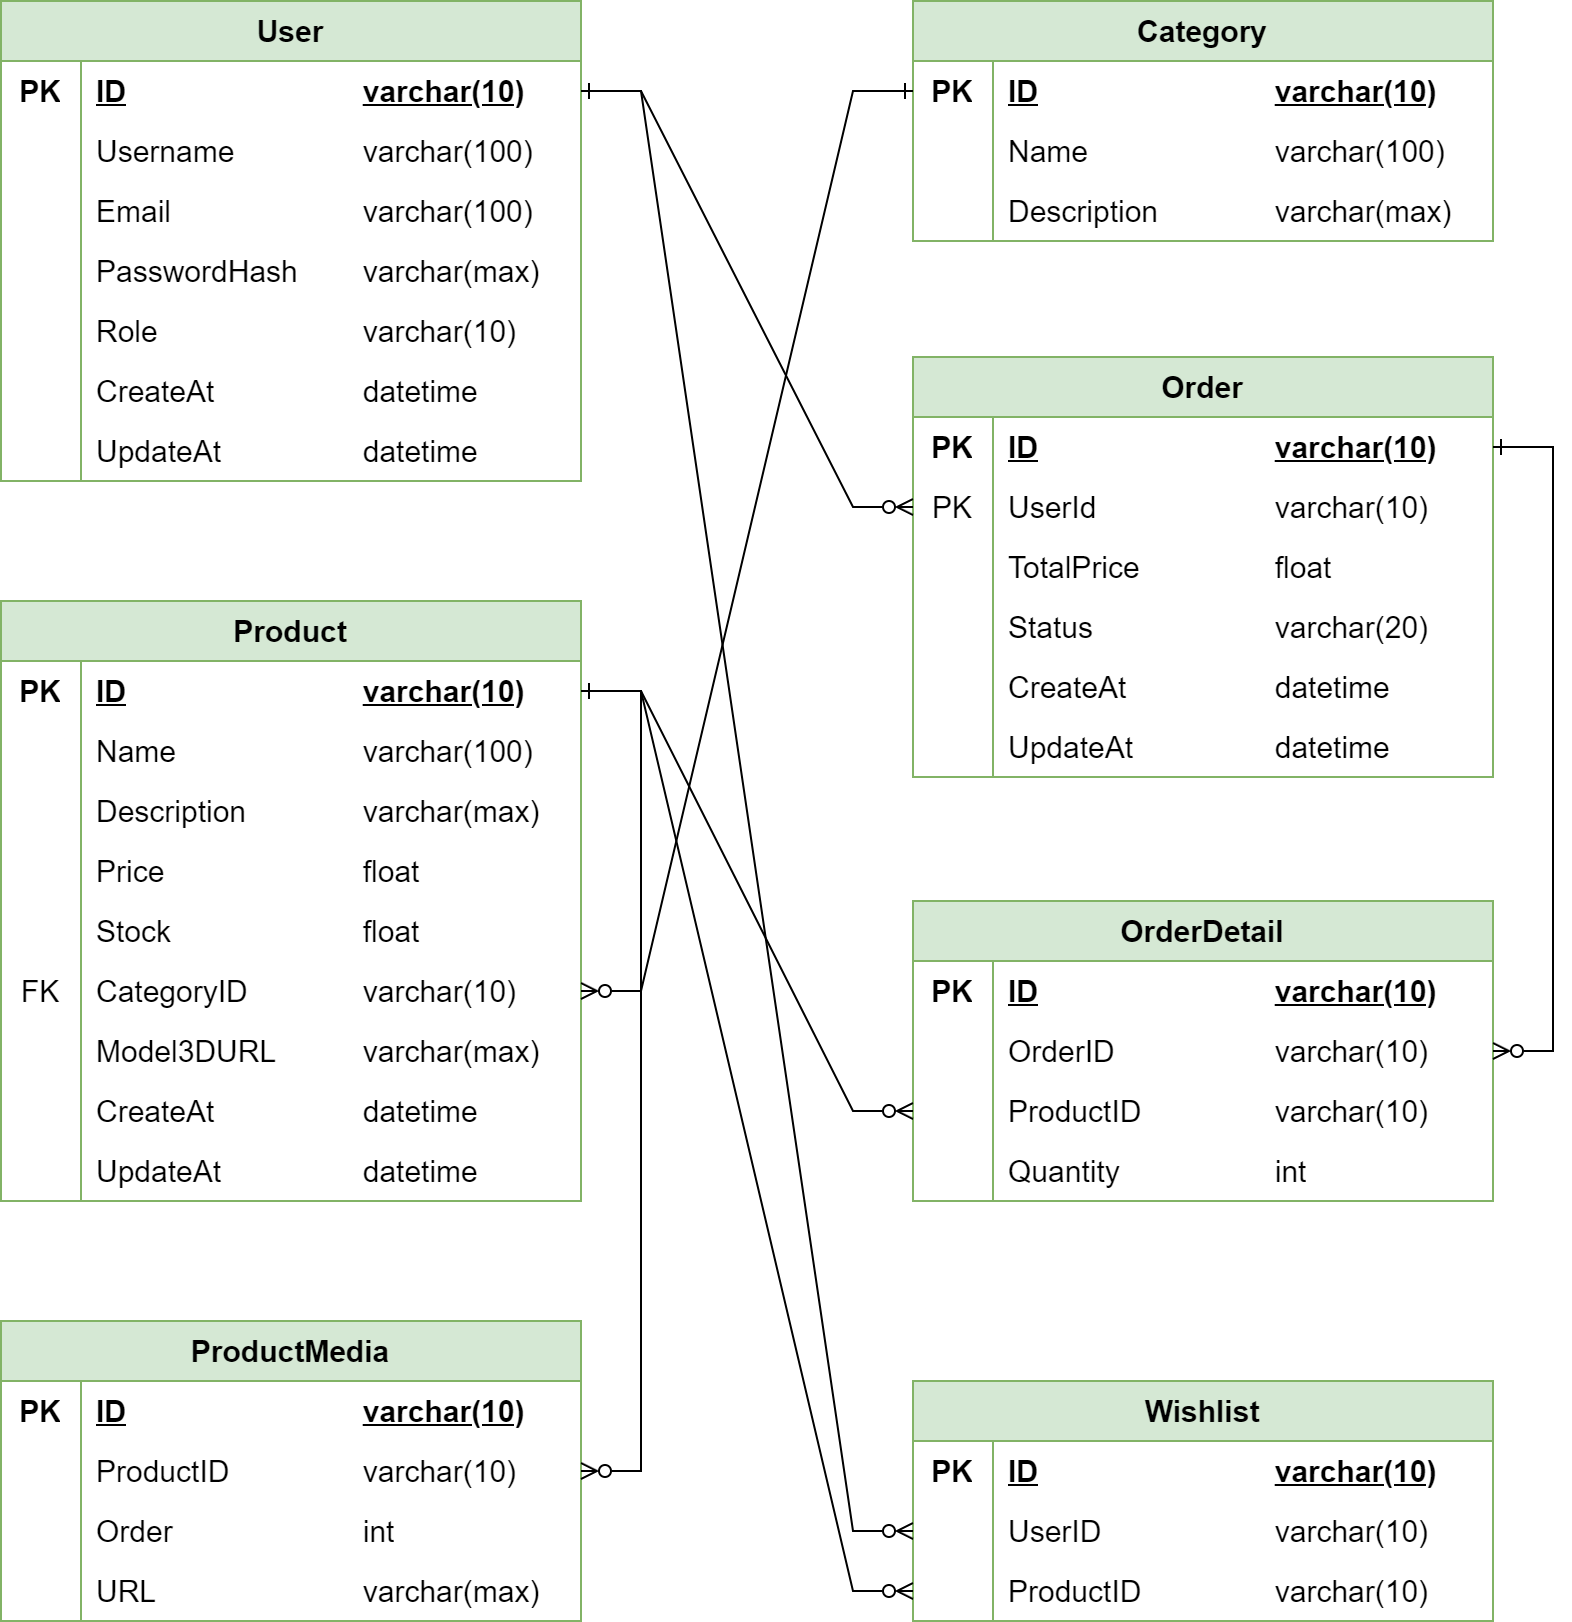 User
PK ID varchar(10)
Username varchar(100)
Email varchar(100)
PasswordHash varchar(max)
Role varchar(10)
CreateAt datetime
UpdateAt datetime
Category
PK ID varchar(10)
Name varchar(100)
Description varchar(max)
Order
PK ID varchar(10)
PK UserId varchar(10)
TotalPrice float
Status varchar(20)
CreateAt datetime
UpdateAt datetime
Product
PK ID varchar(10)
Name varchar(100)
Description varchar(max)
Price float
Stock float
FK CategoryID varchar(10)
Model3DURL varchar(max)
CreateAt datetime
UpdateAt datetime
OrderDetail
PK ID varchar(10)
OrderID varchar(10)
ProductID varchar(10)
Quantity int
ProductMedia
PK ID varchar(10)
ProductID varchar(10)
Order int
URL varchar(max)
Wishlist
PK ID varchar(10)
UserID varchar(10)
ProductID varchar(10)